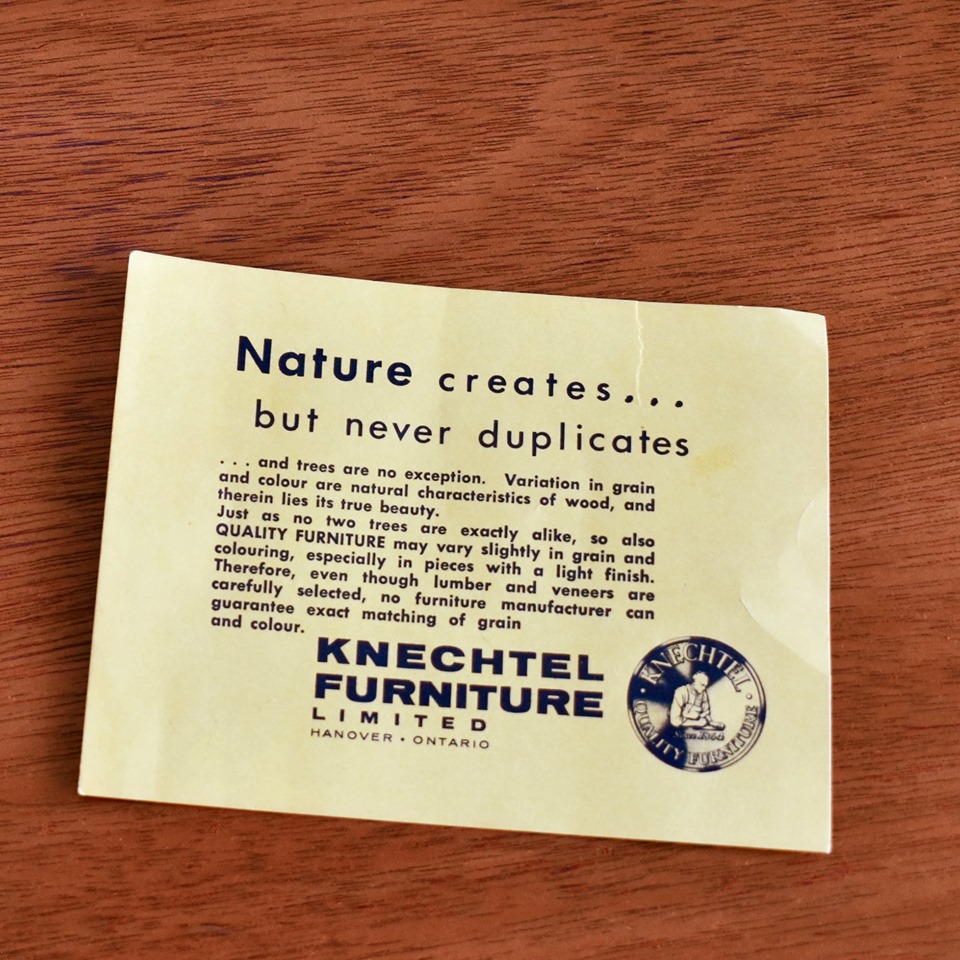 Nature creates...
but never duplicates
. . . and trees are no exception. Variation in grain
and colour are natural characteristics of wood, and
therein lies its true beauty.
Just as no two trees are exactly alike, so also
QUALITY FURNITURE may vary slightly in grain and
colouring, especially in pieces with a light finish.
Therefore, even though lumber and veneers are
carefully selected, no furniture manufacturer can
guarantee exact matching of grain
and colour.
KNECHTEL
FURNITURE
LIMITED
HANOVER • ONTARIO
• KNECHTEL •
QUALITY FURNITURE
Since